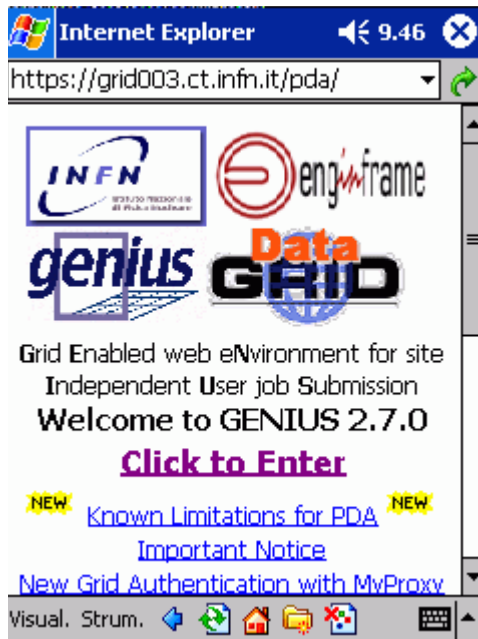 Internet Explorer 9.46
https://grid003.ct.infn.it/pda/
INFN
enginframe
genius
Data
GRID
Grid Enabled web eNvironment for site
Independent User job Submission
Welcome to GENIUS 2.7.0
Click to Enter
NEW Known Limitations for PDA NEW
Important Notice
New Grid Authentication with MyProxy
Visual. Strum.